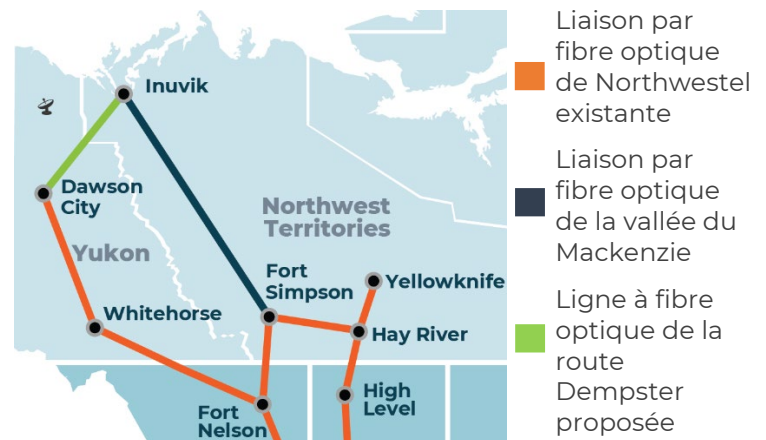 Inuvik
Dawson
City
Yukon
Northwest
Territories
Fort
Simpson
Yellowknife
Whitehorse
Hay River
High
Level
Fort
Nelson
Liaison par
fibre optique
de Northwestel
existante
Liaison par
fibre optique
de la vallée du
Mackenzie
Ligne à fibre
optique de la
route
Dempster
proposée